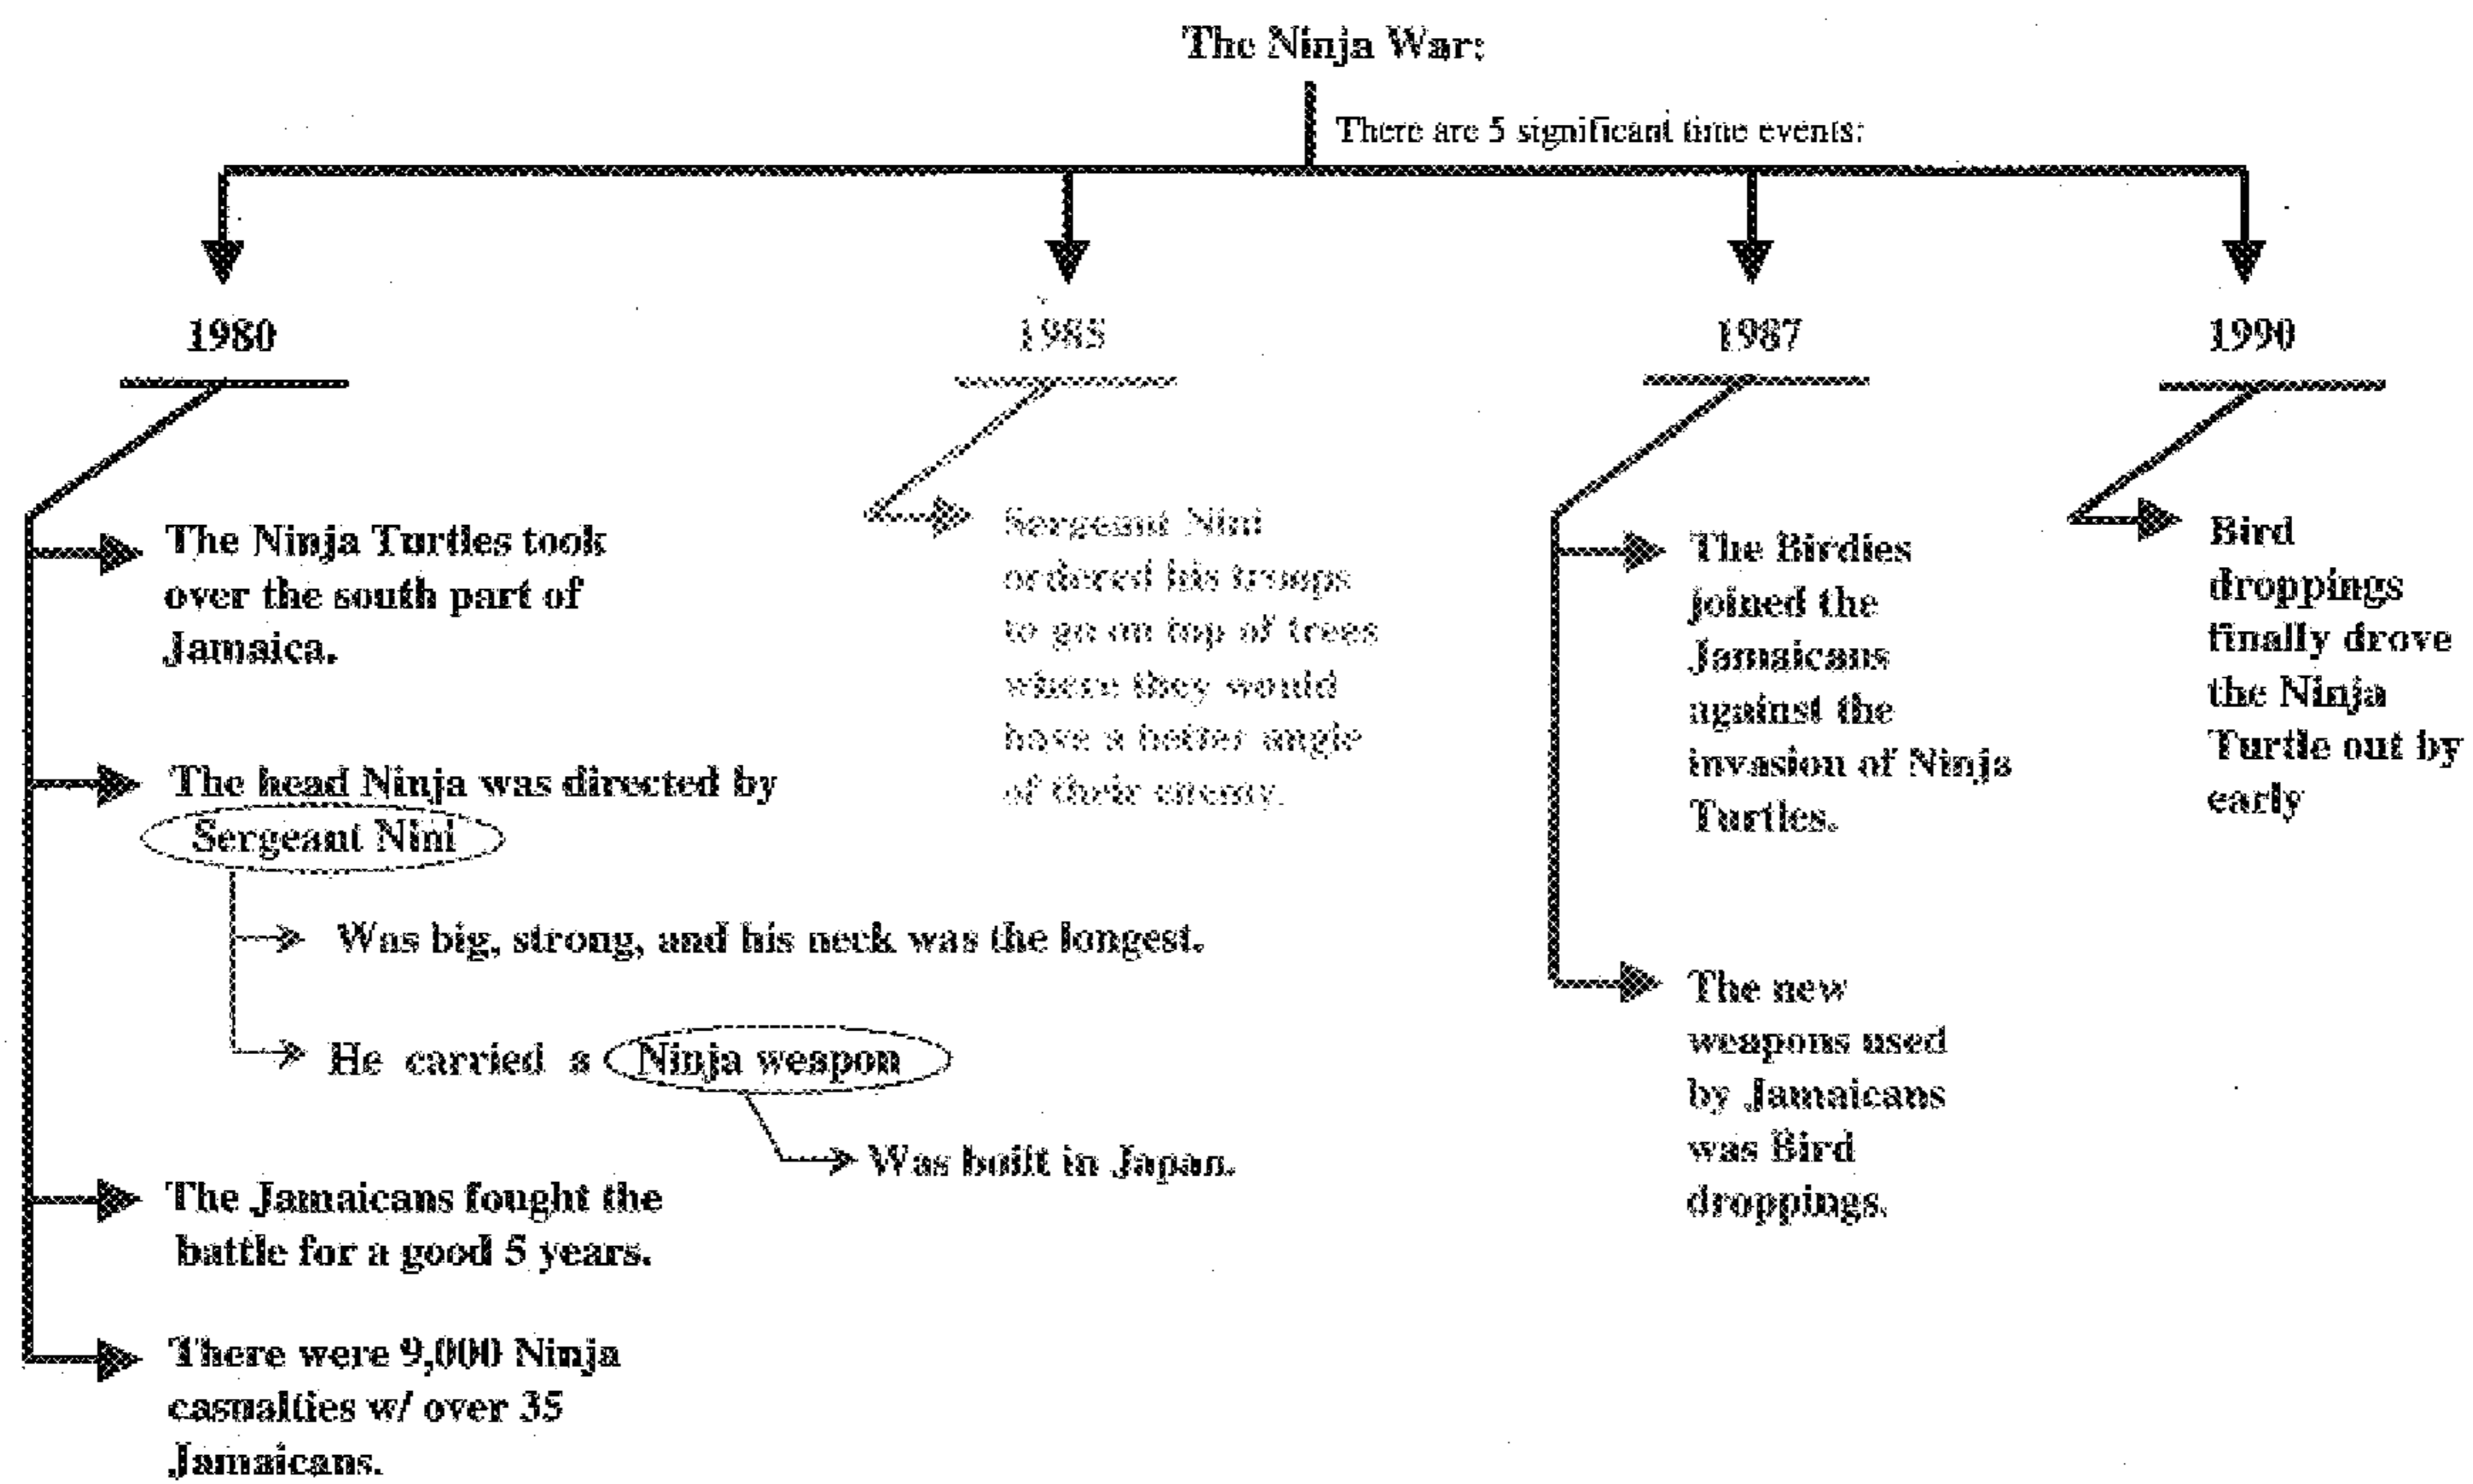 The Ninja War:
There are 5 significant time events:
1980
The Ninja Turtles took
over the south part of
Jamaica.
The head Ninja was directed by
Sergeant Nini
Was big, strong, and his neck was the longest.
He carried a Ninja weapon
Was built in Japan.
The Jamaicans fought the
battle for a good 5 years.
There were 9,000 Ninja
casualties w/ over 35
Jamaicans.
1985
Sergeant Nini
ordered his troops
to go on top of trees
where they would
have a better angle
of their enemy.
1987
The Birdies
joined the
Jamaicans
against the
invasion of Ninja
Turtles.
The new
weapons used
by Jamaicans
was Bird
droppings.
1990
Bird
droppings
finally drove
the Ninja
Turtle out by
early